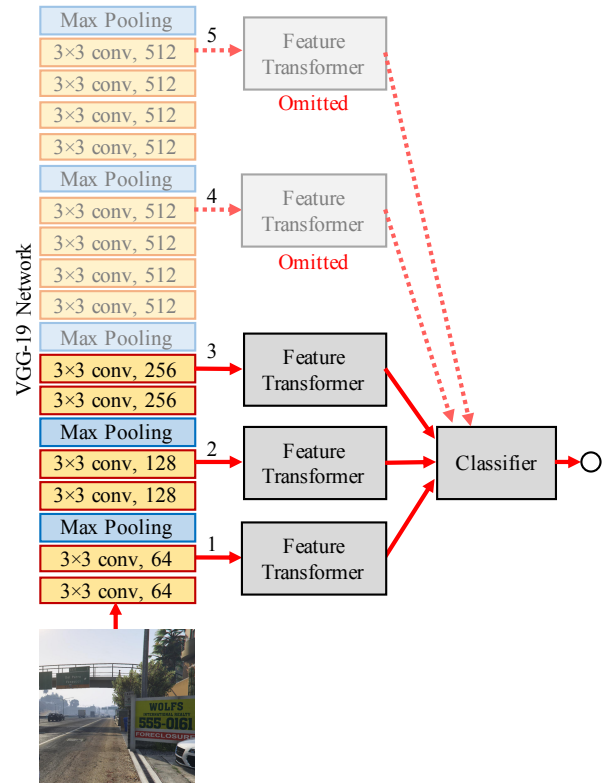 Max Pooling
3×3 conv, 512
3×3 conv, 512
3×3 conv, 512
3×3 conv, 512
Max Pooling
3×3 conv, 512
3×3 conv, 512
3×3 conv, 512
3×3 conv, 512
Max Pooling
3×3 conv, 256
3×3 conv, 256
Max Pooling
3×3 conv, 128
3×3 conv, 128
Max Pooling
3×3 conv, 64
3×3 conv, 64
VGG-19 Network
5
Feature
Transformer
Omitted
4
Feature
Transformer
Omitted
3
Feature
Transformer
2
Feature
Transformer
1
Feature
Transformer
Classifier
WOLFS
555-0161
FORECLOSURE